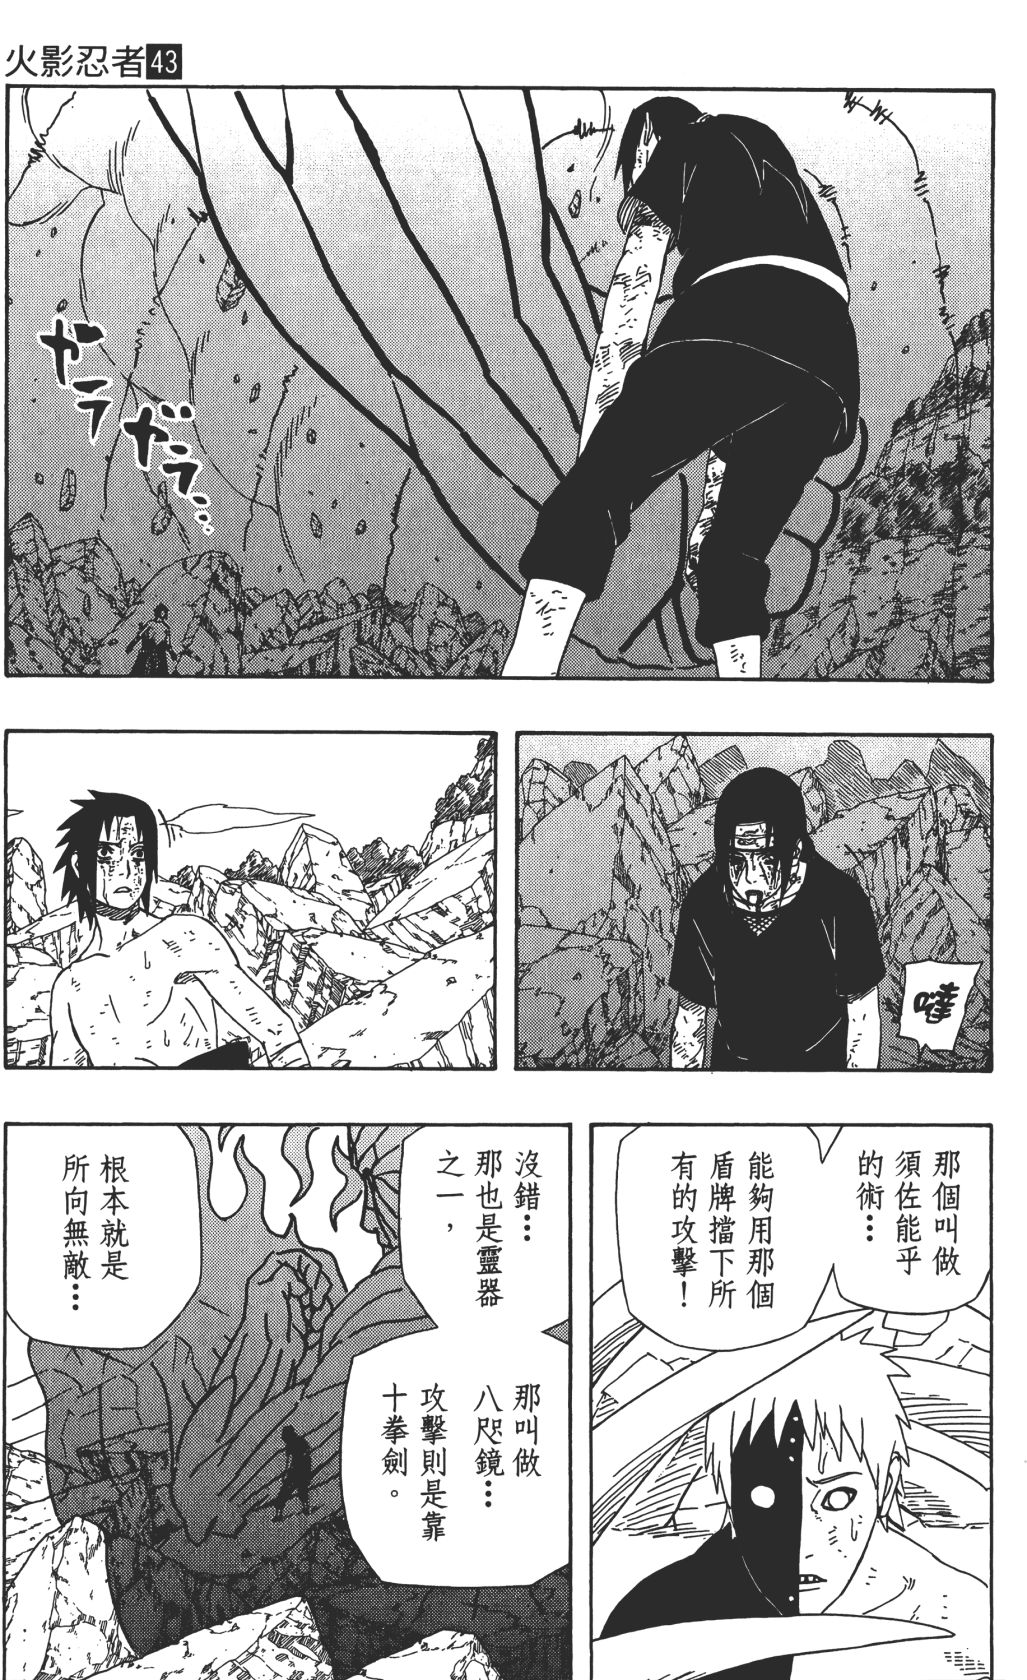 火影忍者43
ガラ
ガラ…
噠
那個叫做
須佐能乎
的術…
能夠用那個
盾牌擋下所
有的攻擊！
沒錯…
那也是靈器
之一，
那叫做
八咫鏡…
攻擊則是靠
十拳劍。
根本就是
所向無敵…